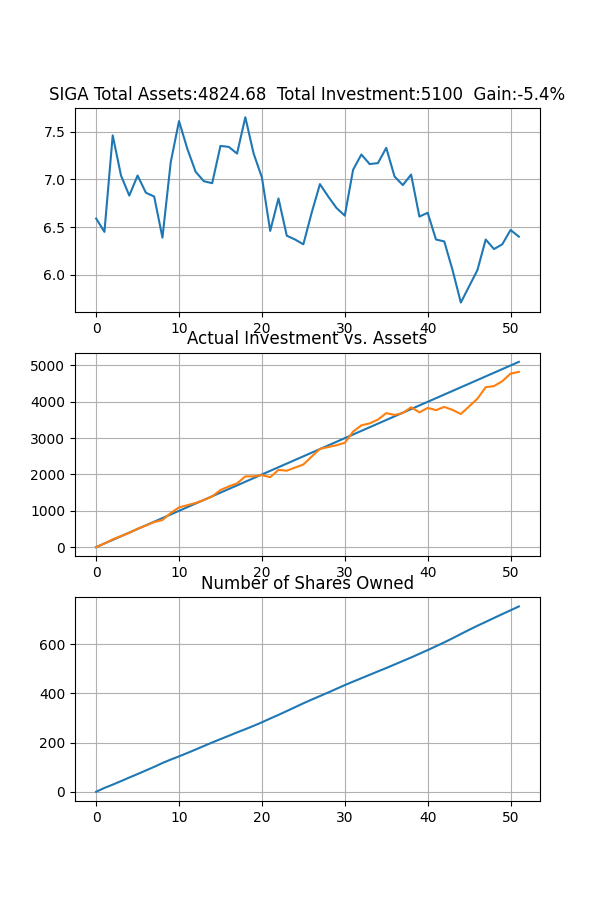 SIGA Total Assets:4824.68  Total Investment:5100  Gain:-5.4%
7.5
7.0
6.5
6.0
0 10 20 30 40 50
Actual Investment vs. Assets
5000
4000
3000
2000
1000
0
0 10 20 30 40 50
Number of Shares Owned
600
400
200
0
0 10 20 30 40 50